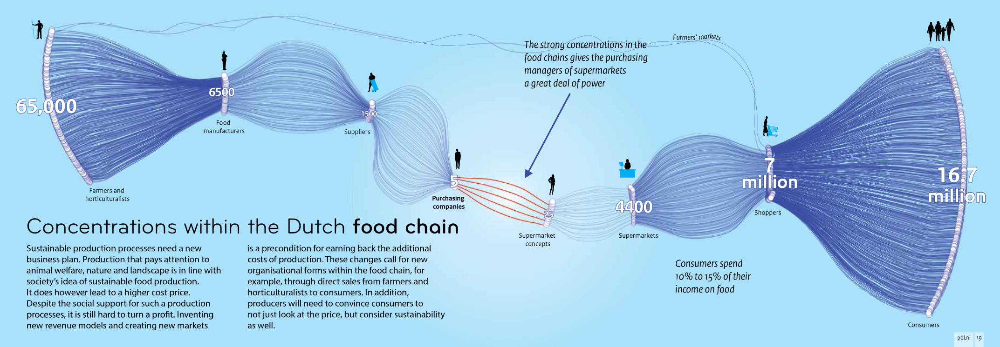 65,000
Farmers and
horticulturalists
6500
Food
manufacturers
1500
Suppliers
5
Purchasing
companies
The strong concentrations in the
food chains gives the purchasing
managers of supermarkets
a great deal of power
25
Supermarket
concepts
4400
Supermarkets
Farmers' markets
7
million
Shoppers
16.7
million
Consumers
Consumers spend
10% to 15% of their
income on food
Concentrations within the Dutch food chain
Sustainable production processes need a new
business plan. Production that pays attention to
animal welfare, nature and landscape is in line with
society's idea of sustainable food production.
It does however lead to a higher cost price.
Despite the social support for such a production
processes, it is still hard to turn a profit. Inventing
new revenue models and creating new markets
is a precondition for earning back the additional
costs of production. These changes call for new
organisational forms within the food chain, for
example, through direct sales from farmers and
horticulturalists to consumers. In addition,
producers will need to convince consumers to
not just look at the price, but consider sustainability
as well.
pbl.nl 19